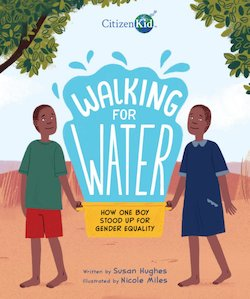 CitizenKid™
WALKING
FOR
WATER
HOW ONE BOY
STOOD UP FOR
GENDER EQUALITY
Written by Susan Hughes
Illustrated by Nicole Miles